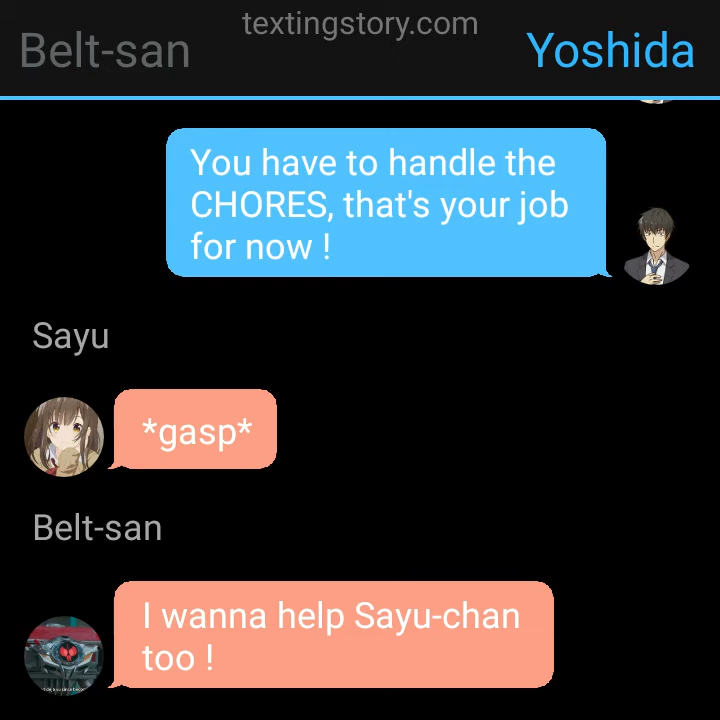 textingstory.com
Belt-san
Yoshida
You have to handle the
CHORES, that's your job
for now !
Sayu
*gasp*
Belt-san
I wanna help Sayu-chan
too !